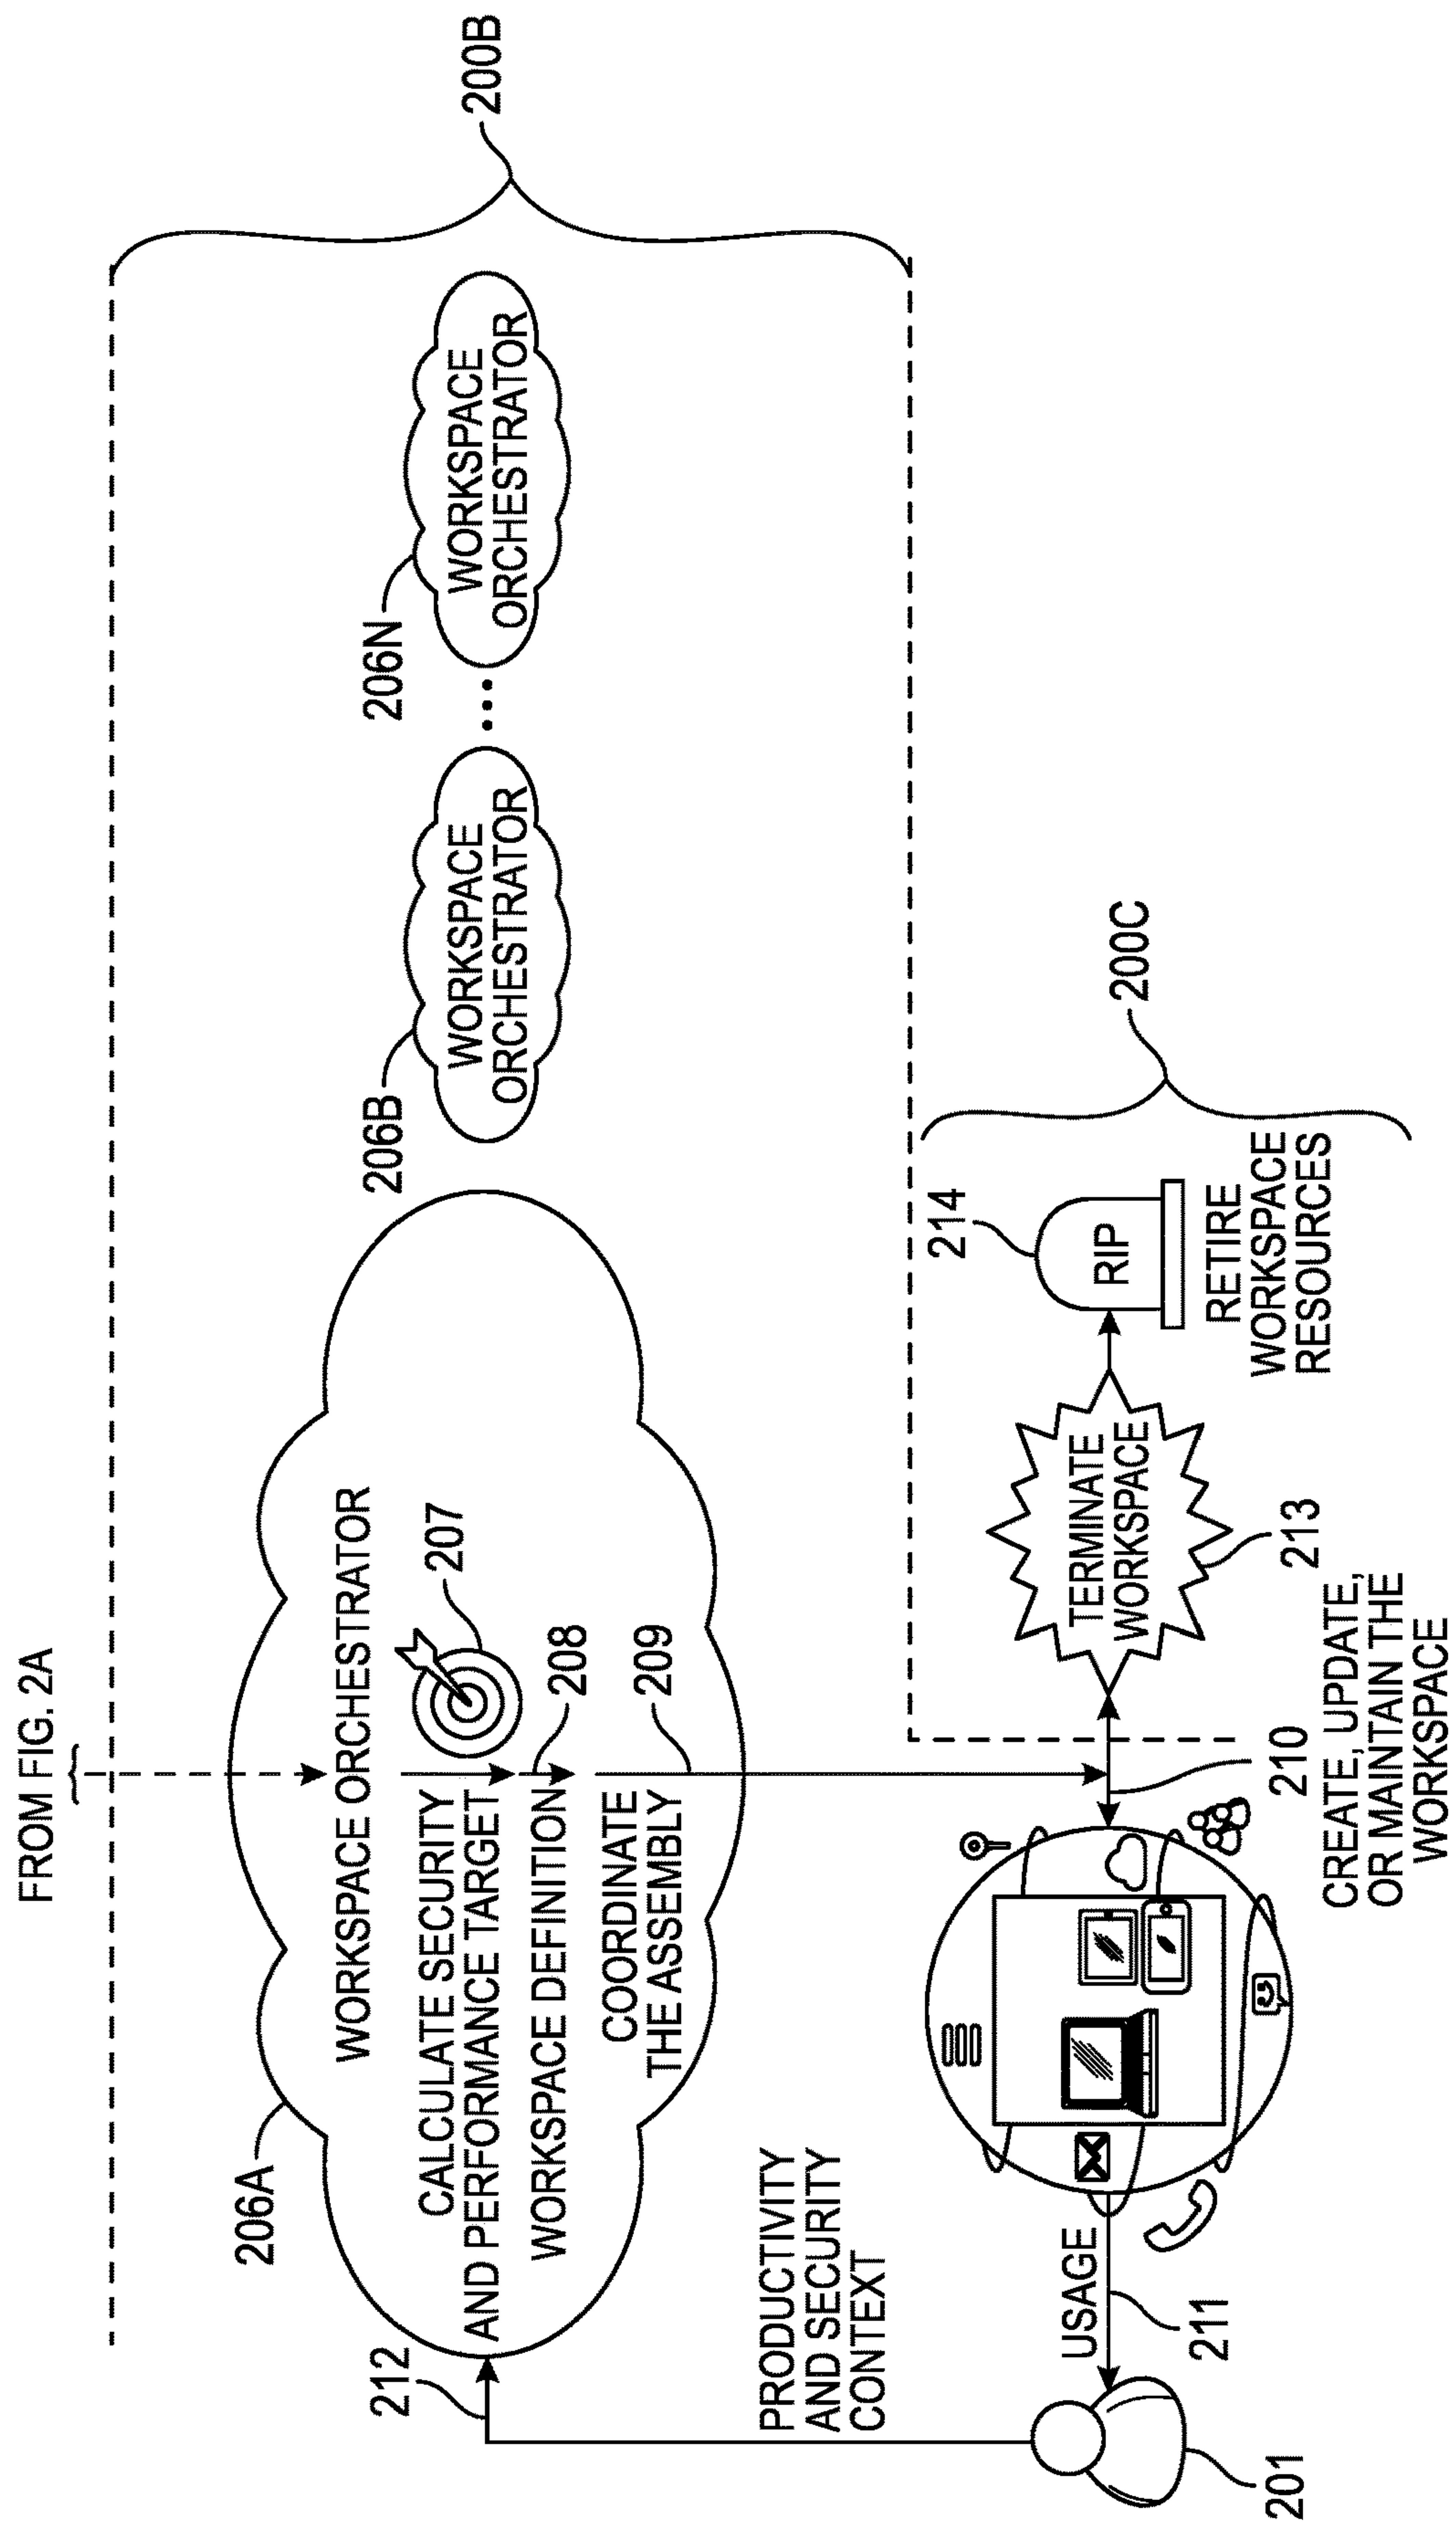 FROM FIG. 2A
200B
206A
WORKSPACE ORCHESTRATOR
CALCULATE SECURITY
AND PERFORMANCE TARGET
207
WORKSPACE DEFINITION
208
COORDINATE
THE ASSEMBLY
209
206B
WORKSPACE
ORCHESTRATOR
...
206N
WORKSPACE
ORCHESTRATOR
212
PRODUCTIVITY
AND SECURITY
CONTEXT
201
USAGE
211
210
CREATE, UPDATE,
OR MAINTAIN THE
WORKSPACE
TERMINATE
WORKSPACE
213
214
RIP
RETIRE
WORKSPACE
RESOURCES
200C